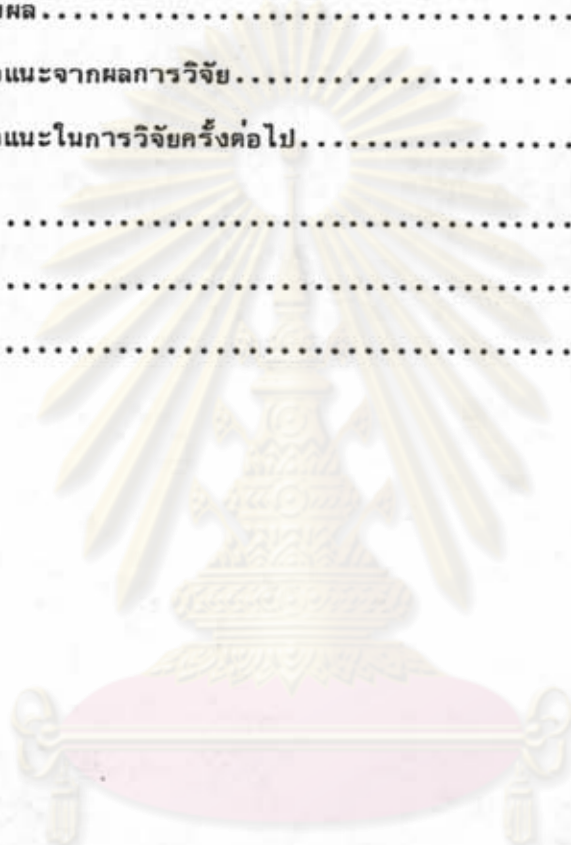 ผล....................................
แนะจากผลการวิจัย........................
แนะในการวิจัยครั้งต่อไป...................
....................................
....................................
....................................